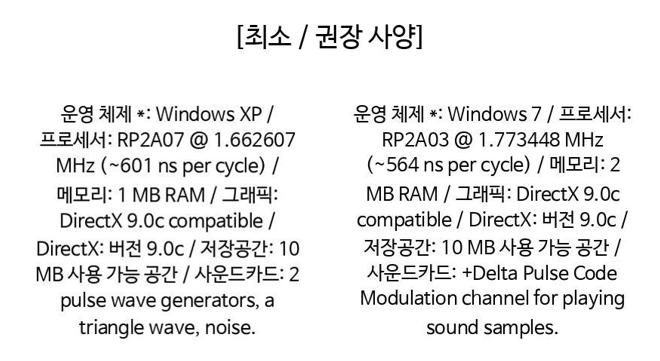 [최소 / 권장 사양]
운영 체제 *: Windows XP /
프로세서: RP2A07 @ 1.662607
MHz (~601 ns per cycle) /
메모리: 1 MB RAM / 그래픽:
DirectX 9.0c compatible /
DirectX: 버전 9.0c / 저장공간: 10
MB 사용 가능 공간 / 사운드카드: 2
pulse wave generators, a
triangle wave, noise.
운영 체제 *: Windows 7 / 프로세서:
RP2A03 @ 1.773448 MHz
(~564 ns per cycle) / 메모리: 2
MB RAM / 그래픽: DirectX 9.0c
compatible / DirectX: 버전 9.0c /
저장공간: 10 MB 사용 가능 공간 /
사운드카드: +Delta Pulse Code
Modulation channel for playing
sound samples.